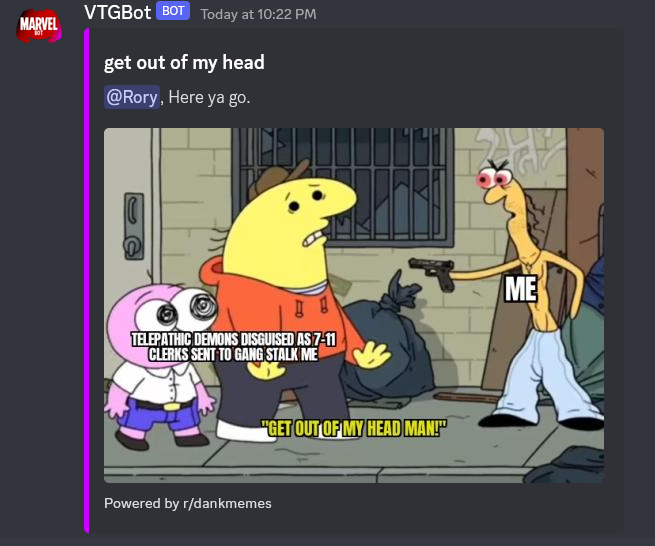 MARVEL
BOT
VTGBot BOT Today at 10:22 PM
get out of my head
@Rory, Here ya go.
ME
TELEPATHIC DEMONS DISGUISED AS 7-11
CLERKS SENT TO GANG STALK ME
"GET OUT OF MY HEAD MAN!"
Powered by r/dankmemes